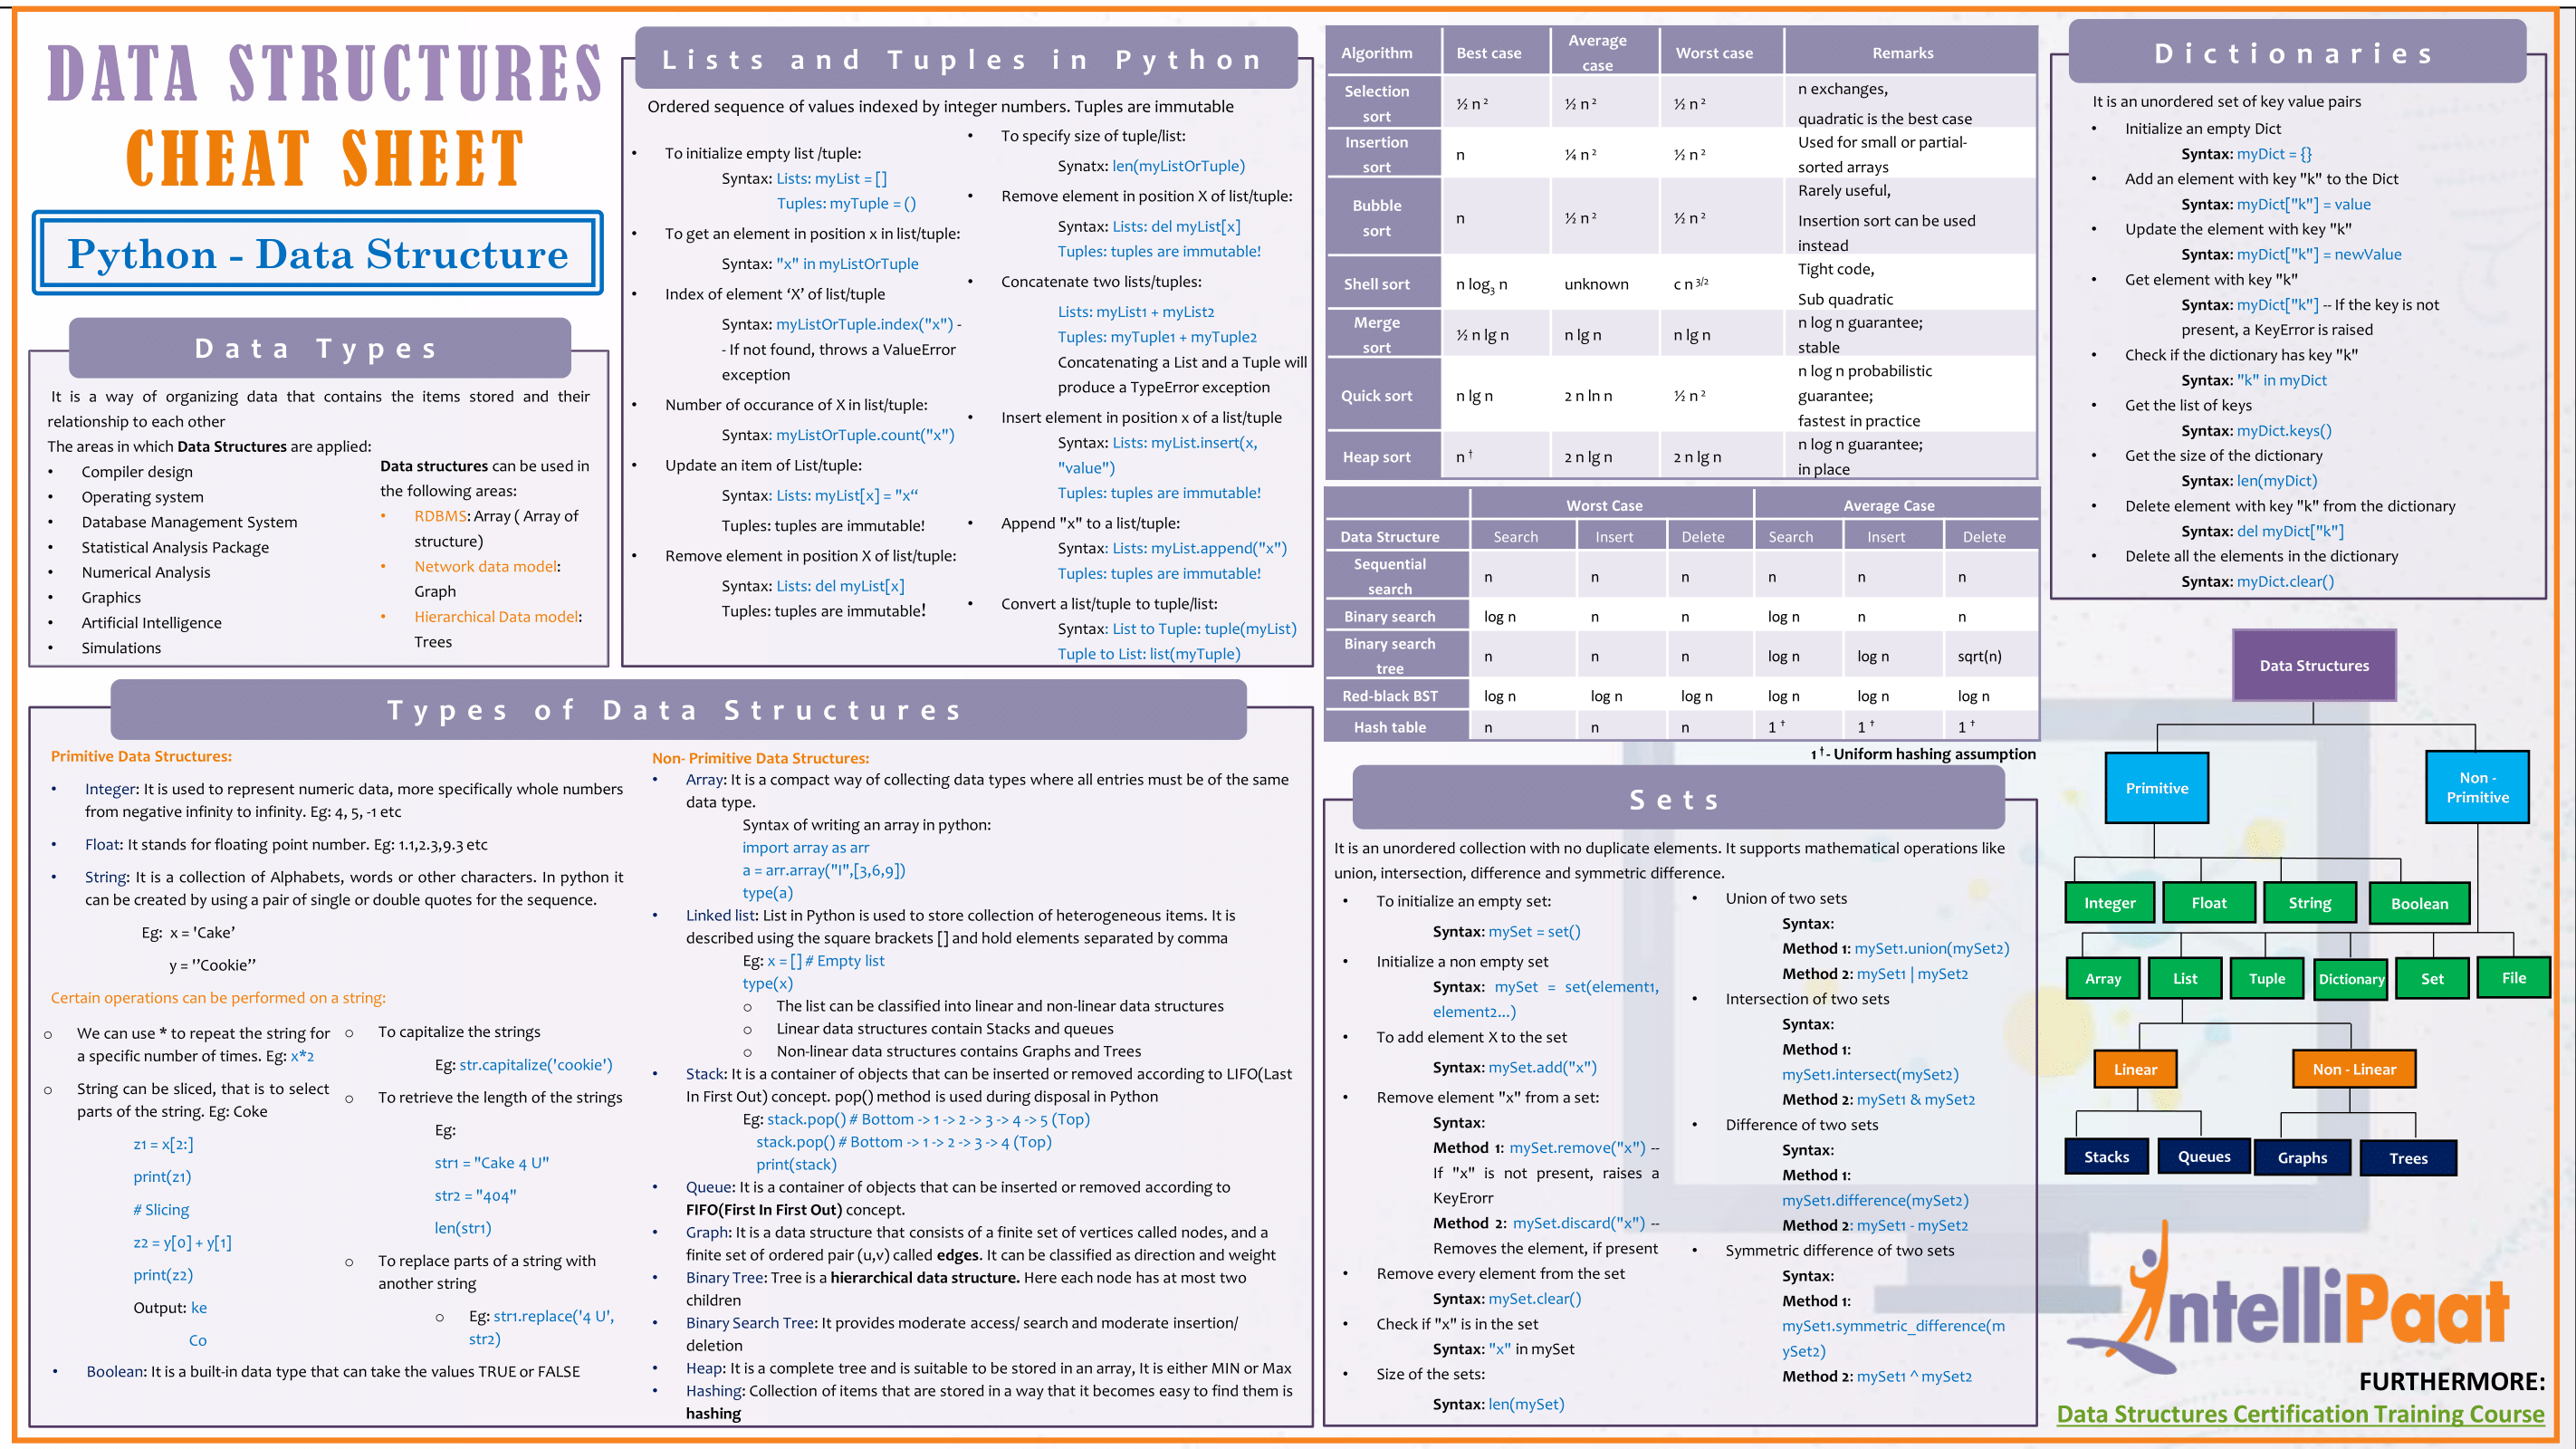 DATA STRUCTURES
CHEAT SHEET
Python - Data Structure
Data Types
It is a way of organizing data that contains the items stored and their
relationship to each other
The areas in which Data Structures are applied:
• Compiler design
• Operating system
• Database Management System
• Statistical Analysis Package
• Numerical Analysis
• Graphics
• Artificial Intelligence
• Simulations
Data structures can be used in
the following areas:
• RDBMS: Array ( Array of
structure)
• Network data model:
Graph
• Hierarchical Data model:
Trees
Lists and Tuples in Python
Ordered sequence of values indexed by integer numbers. Tuples are immutable
• To initialize empty list /tuple:
Syntax: Lists: myList = []
Tuples: myTuple = ()
• To get an element in position x in list/tuple:
Syntax: "x" in myListOrTuple
• Index of element ‘X’ of list/tuple
Syntax: myListOrTuple.index("x") -
- If not found, throws a ValueError
exception
• Number of occurance of X in list/tuple:
Syntax: myListOrTuple.count("x")
• Update an item of List/tuple:
Syntax: Lists: myList[x] = "x“
Tuples: tuples are immutable!
• Remove element in position X of list/tuple:
Syntax: Lists: del myList[x]
Tuples: tuples are immutable!
• To specify size of tuple/list:
Synatx: len(myListOrTuple)
• Remove element in position X of list/tuple:
Syntax: Lists: del myList[x]
Tuples: tuples are immutable!
• Concatenate two lists/tuples:
Lists: myList1 + myList2
Tuples: myTuple1 + myTuple2
Concatenating a List and a Tuple will
produce a TypeError exception
• Insert element in position x of a list/tuple
Syntax: Lists: myList.insert(x,
"value")
Tuples: tuples are immutable!
• Append "x" to a list/tuple:
Syntax: Lists: myList.append("x")
Tuples: tuples are immutable!
• Convert a list/tuple to tuple/list:
Syntax: List to Tuple: tuple(myList)
Tuple to List: list(myTuple)
Algorithm Best case Average case Worst case Remarks
Selection sort ½ n² ½ n² ½ n² n exchanges,
quadratic is the best case
Insertion sort n ¼ n² ½ n² Used for small or partial-
sorted arrays
Bubble sort n ½ n² ½ n² Rarely useful,
Insertion sort can be used
instead
Shell sort n log₃ n unknown c n^3/2 Tight code,
Sub quadratic
Merge sort ½ n lg n n lg n n lg n n log n guarantee;
stable
Quick sort n lg n 2 n ln n ½ n² n log n probabilistic
guarantee;
fastest in practice
Heap sort n † 2 n lg n 2 n lg n n log n guarantee;
in place
Worst Case Average Case
Data Structure Search Insert Delete Search Insert Delete
Sequential search n n n n n n
Binary search log n n n log n n n
Binary search tree n n n log n log n sqrt(n)
Red-black BST log n log n log n log n log n log n
Hash table n n n 1 † 1 † 1 †
1 † - Uniform hashing assumption
Dictionaries
It is an unordered set of key value pairs
• Initialize an empty Dict
Syntax: myDict = {}
• Add an element with key "k" to the Dict
Syntax: myDict["k"] = value
• Update the element with key "k"
Syntax: myDict["k"] = newValue
• Get element with key "k"
Syntax: myDict["k"] -- If the key is not
present, a KeyError is raised
• Check if the dictionary has key "k"
Syntax: "k" in myDict
• Get the list of keys
Syntax: myDict.keys()
• Get the size of the dictionary
Syntax: len(myDict)
• Delete element with key "k" from the dictionary
Syntax: del myDict["k"]
• Delete all the elements in the dictionary
Syntax: myDict.clear()
Types of Data Structures
Primitive Data Structures:
• Integer: It is used to represent numeric data, more specifically whole numbers
from negative infinity to infinity. Eg: 4, 5, -1 etc
• Float: It stands for floating point number. Eg: 1.1,2.3,9.3 etc
• String: It is a collection of Alphabets, words or other characters. In python it
can be created by using a pair of single or double quotes for the sequence.
Eg: x = 'Cake’
y = ’’Cookie’’
Certain operations can be performed on a string:
o We can use * to repeat the string for
a specific number of times. Eg: x*2
o String can be sliced, that is to select
parts of the string. Eg: Coke
z1 = x[2:]
print(z1)
# Slicing
z2 = y[0] + y[1]
print(z2)
Output: ke
Co
o To capitalize the strings
Eg: str.capitalize('cookie')
o To retrieve the length of the strings
Eg:
str1 = "Cake 4 U"
str2 = "404"
len(str1)
o To replace parts of a string with
another string
o Eg: str1.replace('4 U',
str2)
• Boolean: It is a built-in data type that can take the values TRUE or FALSE
Non- Primitive Data Structures:
• Array: It is a compact way of collecting data types where all entries must be of the same
data type.
Syntax of writing an array in python:
import array as arr
a = arr.array("I",[3,6,9])
type(a)
• Linked list: List in Python is used to store collection of heterogeneous items. It is
described using the square brackets [] and hold elements separated by comma
Eg: x = [] # Empty list
type(x)
o The list can be classified into linear and non-linear data structures
o Linear data structures contain Stacks and queues
o Non-linear data structures contains Graphs and Trees
• Stack: It is a container of objects that can be inserted or removed according to LIFO(Last
In First Out) concept. pop() method is used during disposal in Python
Eg: stack.pop() # Bottom -> 1 -> 2 -> 3 -> 4 -> 5 (Top)
stack.pop() # Bottom -> 1 -> 2 -> 3 -> 4 (Top)
print(stack)
• Queue: It is a container of objects that can be inserted or removed according to
FIFO(First In First Out) concept.
• Graph: It is a data structure that consists of a finite set of vertices called nodes, and a
finite set of ordered pair (u,v) called edges. It can be classified as direction and weight
• Binary Tree: Tree is a hierarchical data structure. Here each node has at most two
children
• Binary Search Tree: It provides moderate access/ search and moderate insertion/
deletion
• Heap: It is a complete tree and is suitable to be stored in an array, It is either MIN or Max
• Hashing: Collection of items that are stored in a way that it becomes easy to find them is
hashing
Sets
It is an unordered collection with no duplicate elements. It supports mathematical operations like
union, intersection, difference and symmetric difference.
• To initialize an empty set:
Syntax: mySet = set()
• Initialize a non empty set
Syntax: mySet = set(element1,
element2...)
• To add element X to the set
Syntax: mySet.add("x")
• Remove element "x" from a set:
Syntax:
Method 1: mySet.remove("x") --
If "x" is not present, raises a
KeyErorr
Method 2: mySet.discard("x") --
Removes the element, if present
• Remove every element from the set
Syntax: mySet.clear()
• Check if "x" is in the set
Syntax: "x" in mySet
• Size of the sets:
Syntax: len(mySet)
• Union of two sets
Syntax:
Method 1: mySet1.union(mySet2)
Method 2: mySet1 | mySet2
• Intersection of two sets
Syntax:
Method 1:
mySet1.intersect(mySet2)
Method 2: mySet1 & mySet2
• Difference of two sets
Syntax:
Method 1:
mySet1.difference(mySet2)
Method 2: mySet1 - mySet2
• Symmetric difference of two sets
Syntax:
Method 1:
mySet1.symmetric_difference(m
ySet2)
Method 2: mySet1 ^ mySet2
Data Structures
Primitive
Non -
Primitive
Integer Float String Boolean
Array List Tuple Dictionary Set File
Linear Non - Linear
Stacks Queues Graphs Trees
IntelliPaat
FURTHERMORE:
Data Structures Certification Training Course